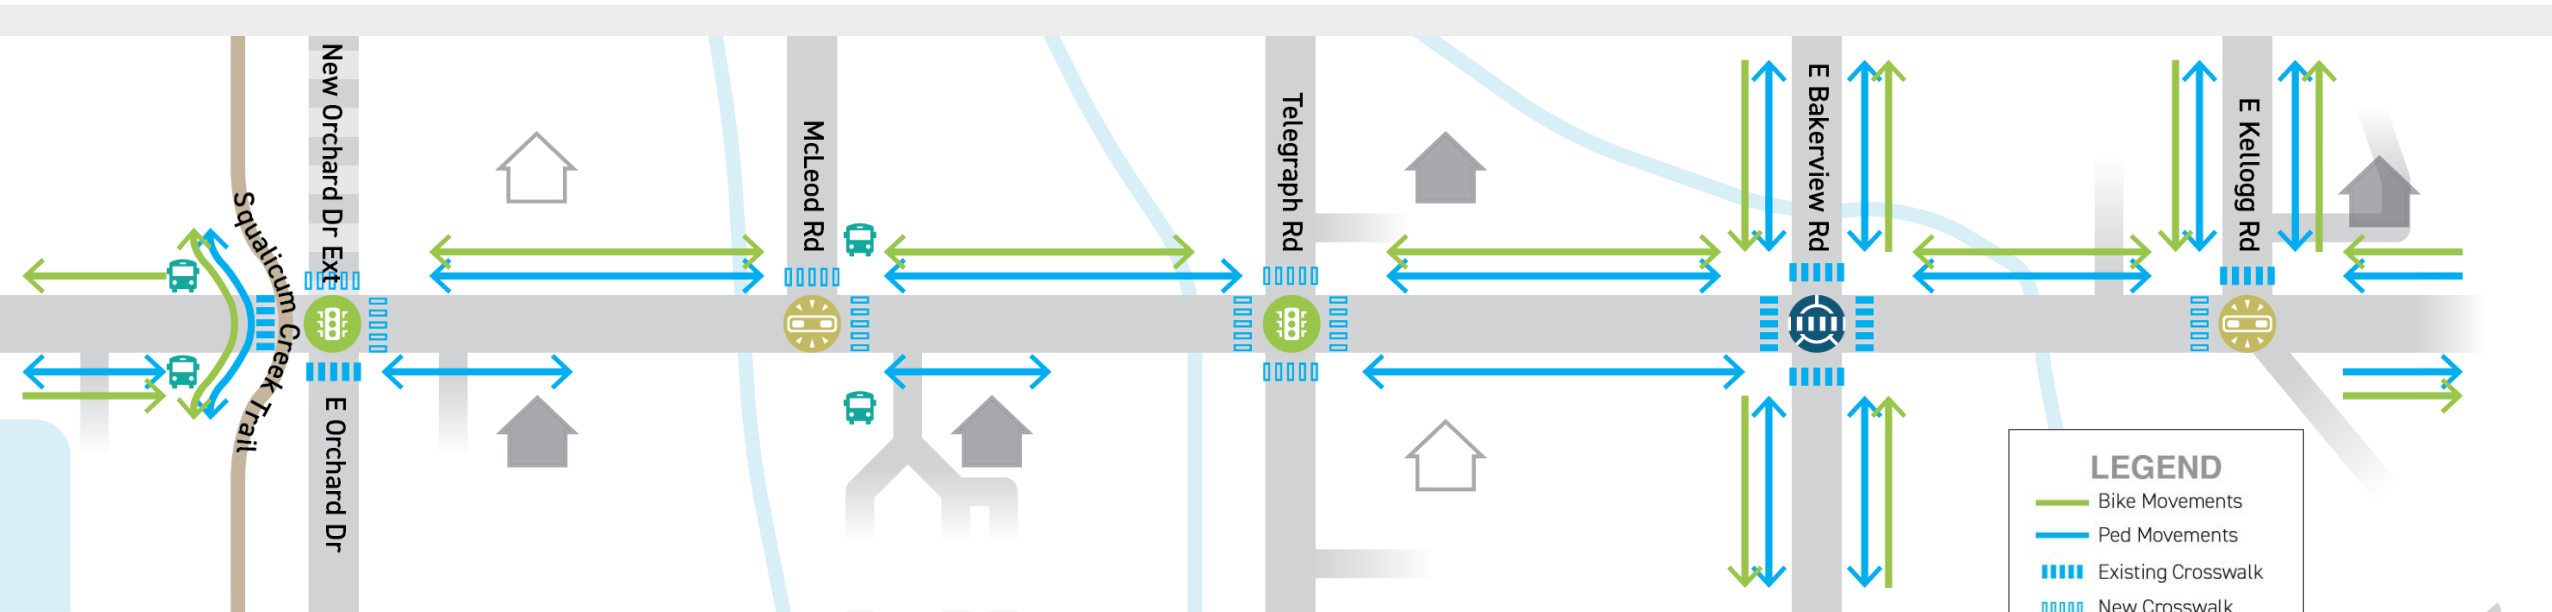 New Orchard Dr Ext
McLeod Rd
Telegraph Rd
E Bakerview Rd
E Kellogg Rd
Squalicum Creek Trail
E Orchard Dr
LEGEND
Bike Movements
Ped Movements
Existing Crosswalk
New Crosswalk